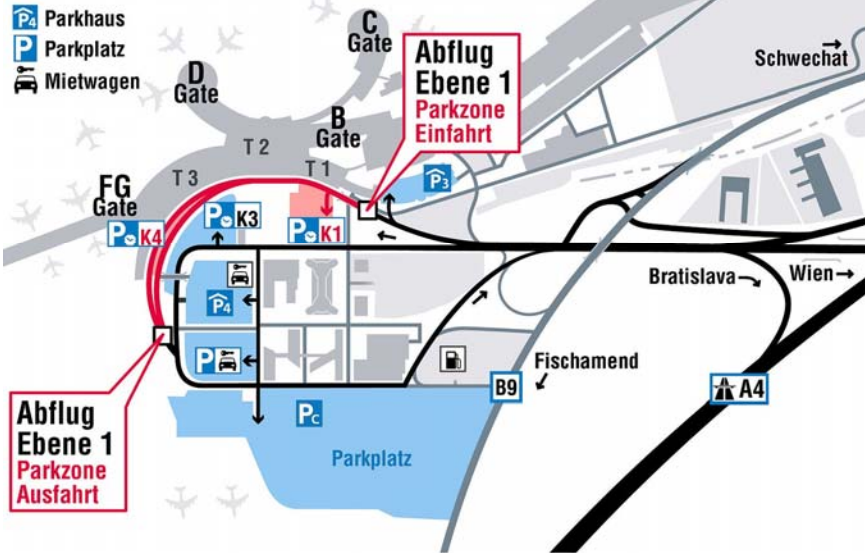 P4 Parkhaus
P Parkplatz
Mietwagen
C
Gate
D
Gate
B
Gate
Abflug
Ebene 1
Parkzone
Einfahrt
Schwechat
T 2
T 1
T 3
P3
FG
Gate
P K4
P K3
P K1
P4
Bratislava
Wien
P
Fischamend
B9
A4
Abflug
Ebene 1
Parkzone
Ausfahrt
PC
Parkplatz